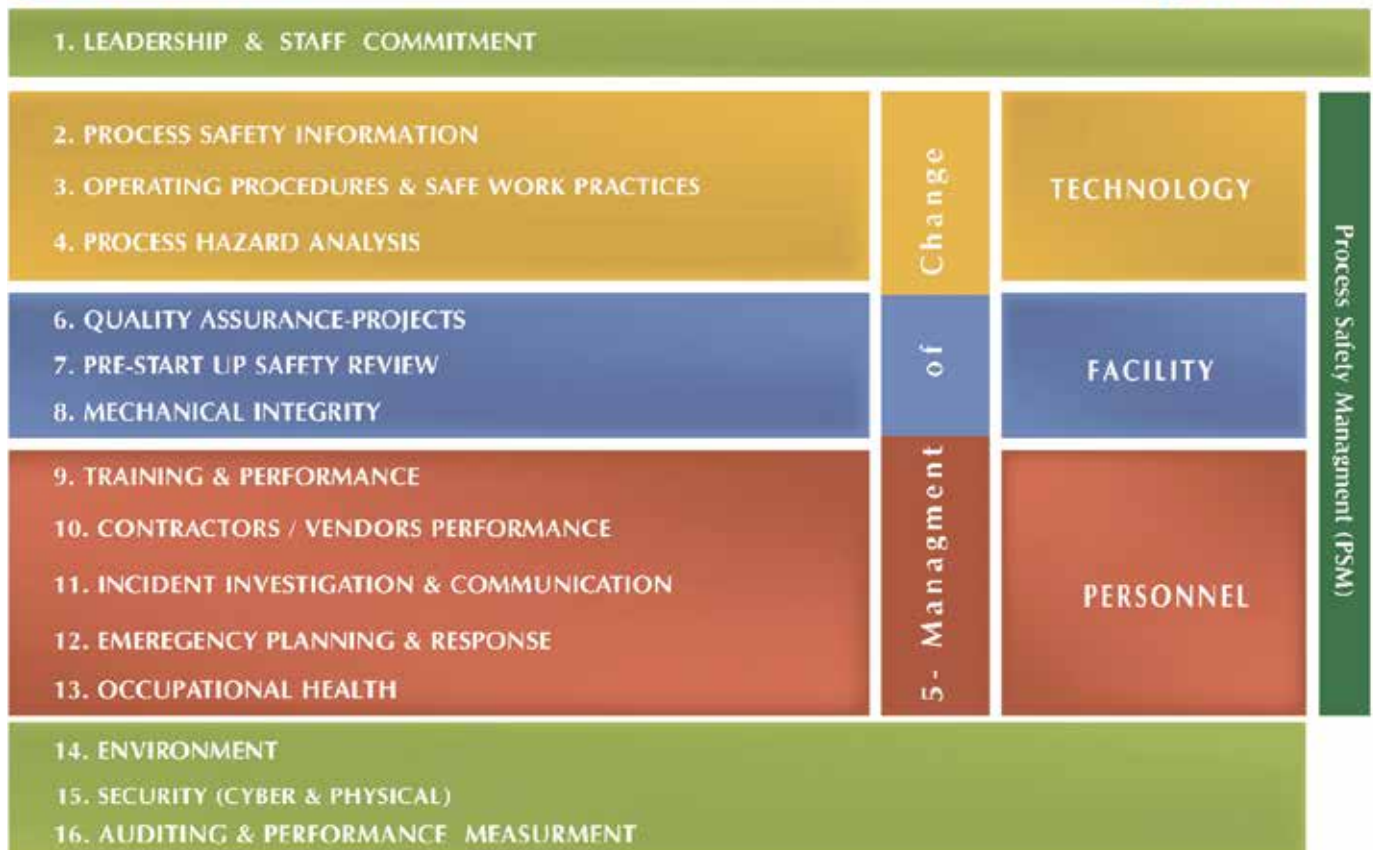 1. LEADERSHIP & STAFF COMMITMENT
2. PROCESS SAFETY INFORMATION
3. OPERATING PROCEDURES & SAFE WORK PRACTICES
4. PROCESS HAZARD ANALYSIS
6. QUALITY ASSURANCE-PROJECTS
7. PRE-START UP SAFETY REVIEW
8. MECHANICAL INTEGRITY
9. TRAINING & PERFORMANCE
10. CONTRACTORS / VENDORS PERFORMANCE
11. INCIDENT INVESTIGATION & COMMUNICATION
12. EMEREGENCY PLANNING & RESPONSE
13. OCCUPATIONAL HEALTH
5- Managment of Change
TECHNOLOGY
FACILITY
PERSONNEL
Process Safety Managment (PSM)
14. ENVIRONMENT
15. SECURITY (CYBER & PHYSICAL)
16. AUDITING & PERFORMANCE MEASURMENT